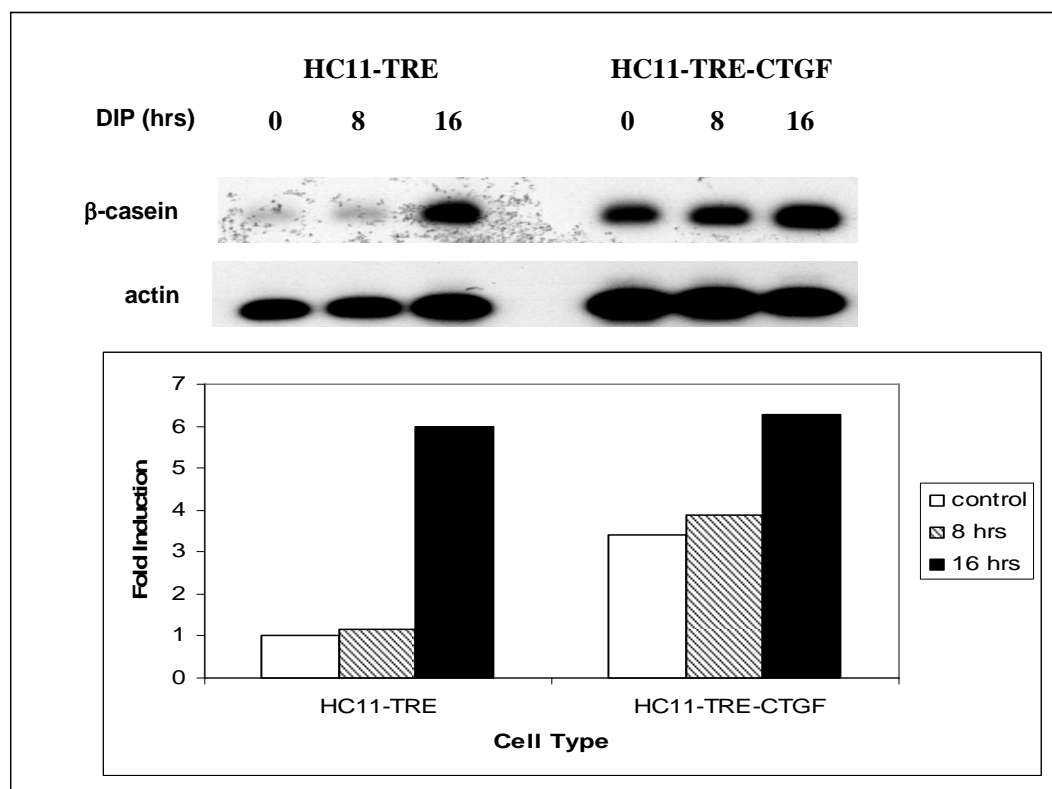 HC11-TRE HC11-TRE-CTGF
DIP (hrs) 0 8 16 0 8 16
β-casein
actin
7
6
5
4
3
2
1
0
Fold Induction
HC11-TRE HC11-TRE-CTGF
Cell Type
control
8 hrs
16 hrs